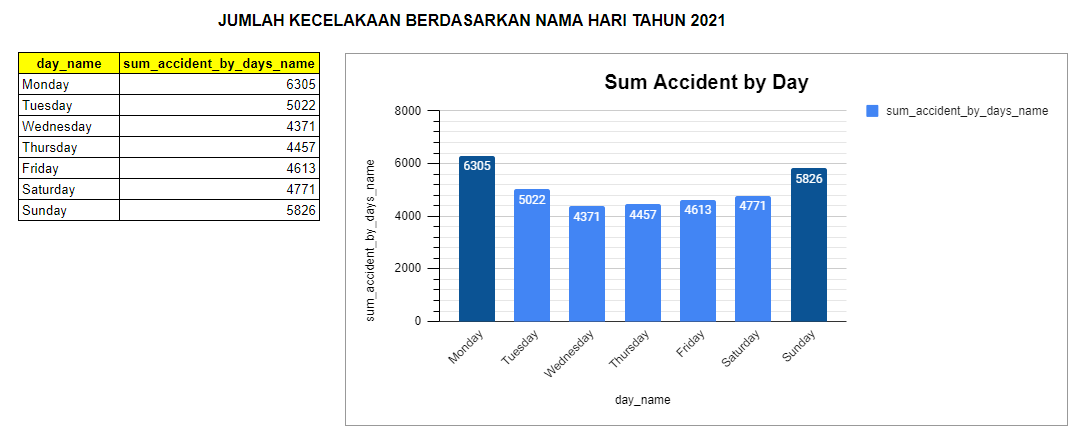 JUMLAH KECELAKAAN BERDASARKAN NAMA HARI TAHUN 2021
day_name sum_accident_by_days_name
Monday 6305
Tuesday 5022
Wednesday 4371
Thursday 4457
Friday 4613
Saturday 4771
Sunday 5826
Sum Accident by Day
sum_accident_by_days_name
sum_accident_by_days_name
8000
6000
4000
2000
0
6305 5022 4371 4457 4613 4771 5826
Monday Tuesday Wednesday Thursday Friday Saturday Sunday
day_name